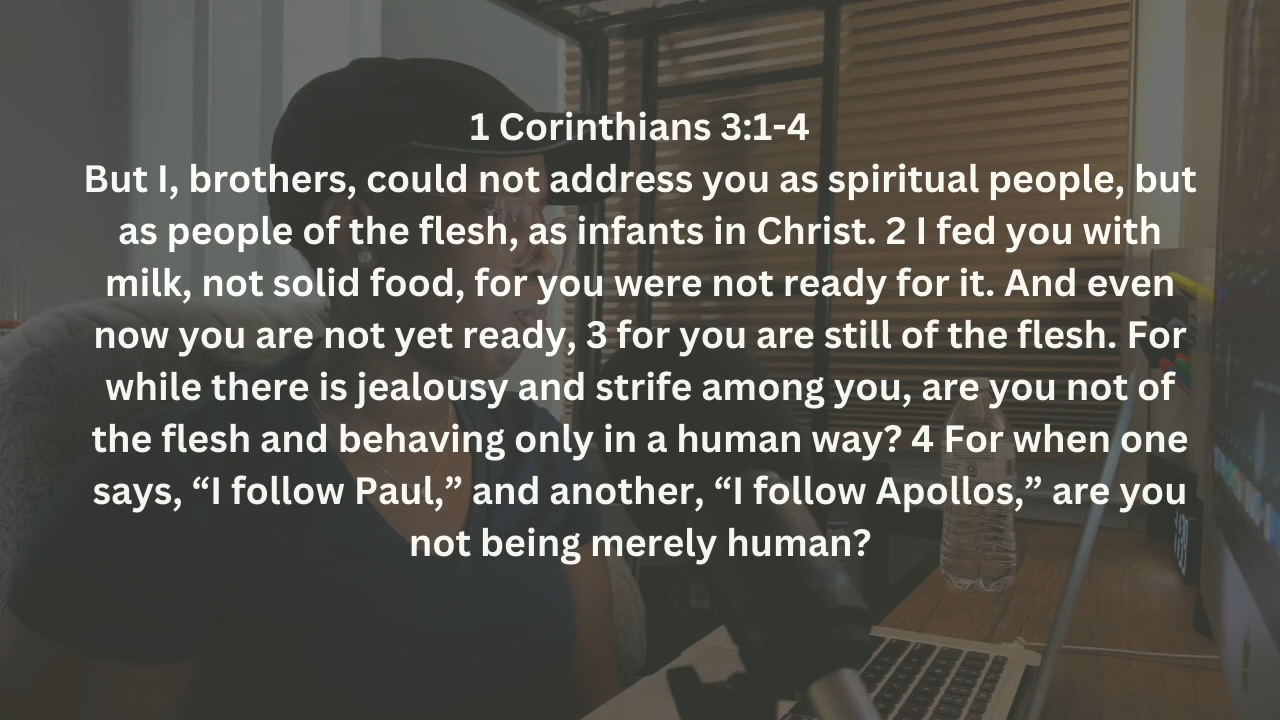 1 Corinthians 3:1-4
But I, brothers, could not address you as spiritual people, but
as people of the flesh, as infants in Christ. 2 I fed you with
milk, not solid food, for you were not ready for it. And even
now you are not yet ready, 3 for you are still of the flesh. For
while there is jealousy and strife among you, are you not of
the flesh and behaving only in a human way? 4 For when one
says, “I follow Paul,” and another, “I follow Apollos,” are you
not being merely human?